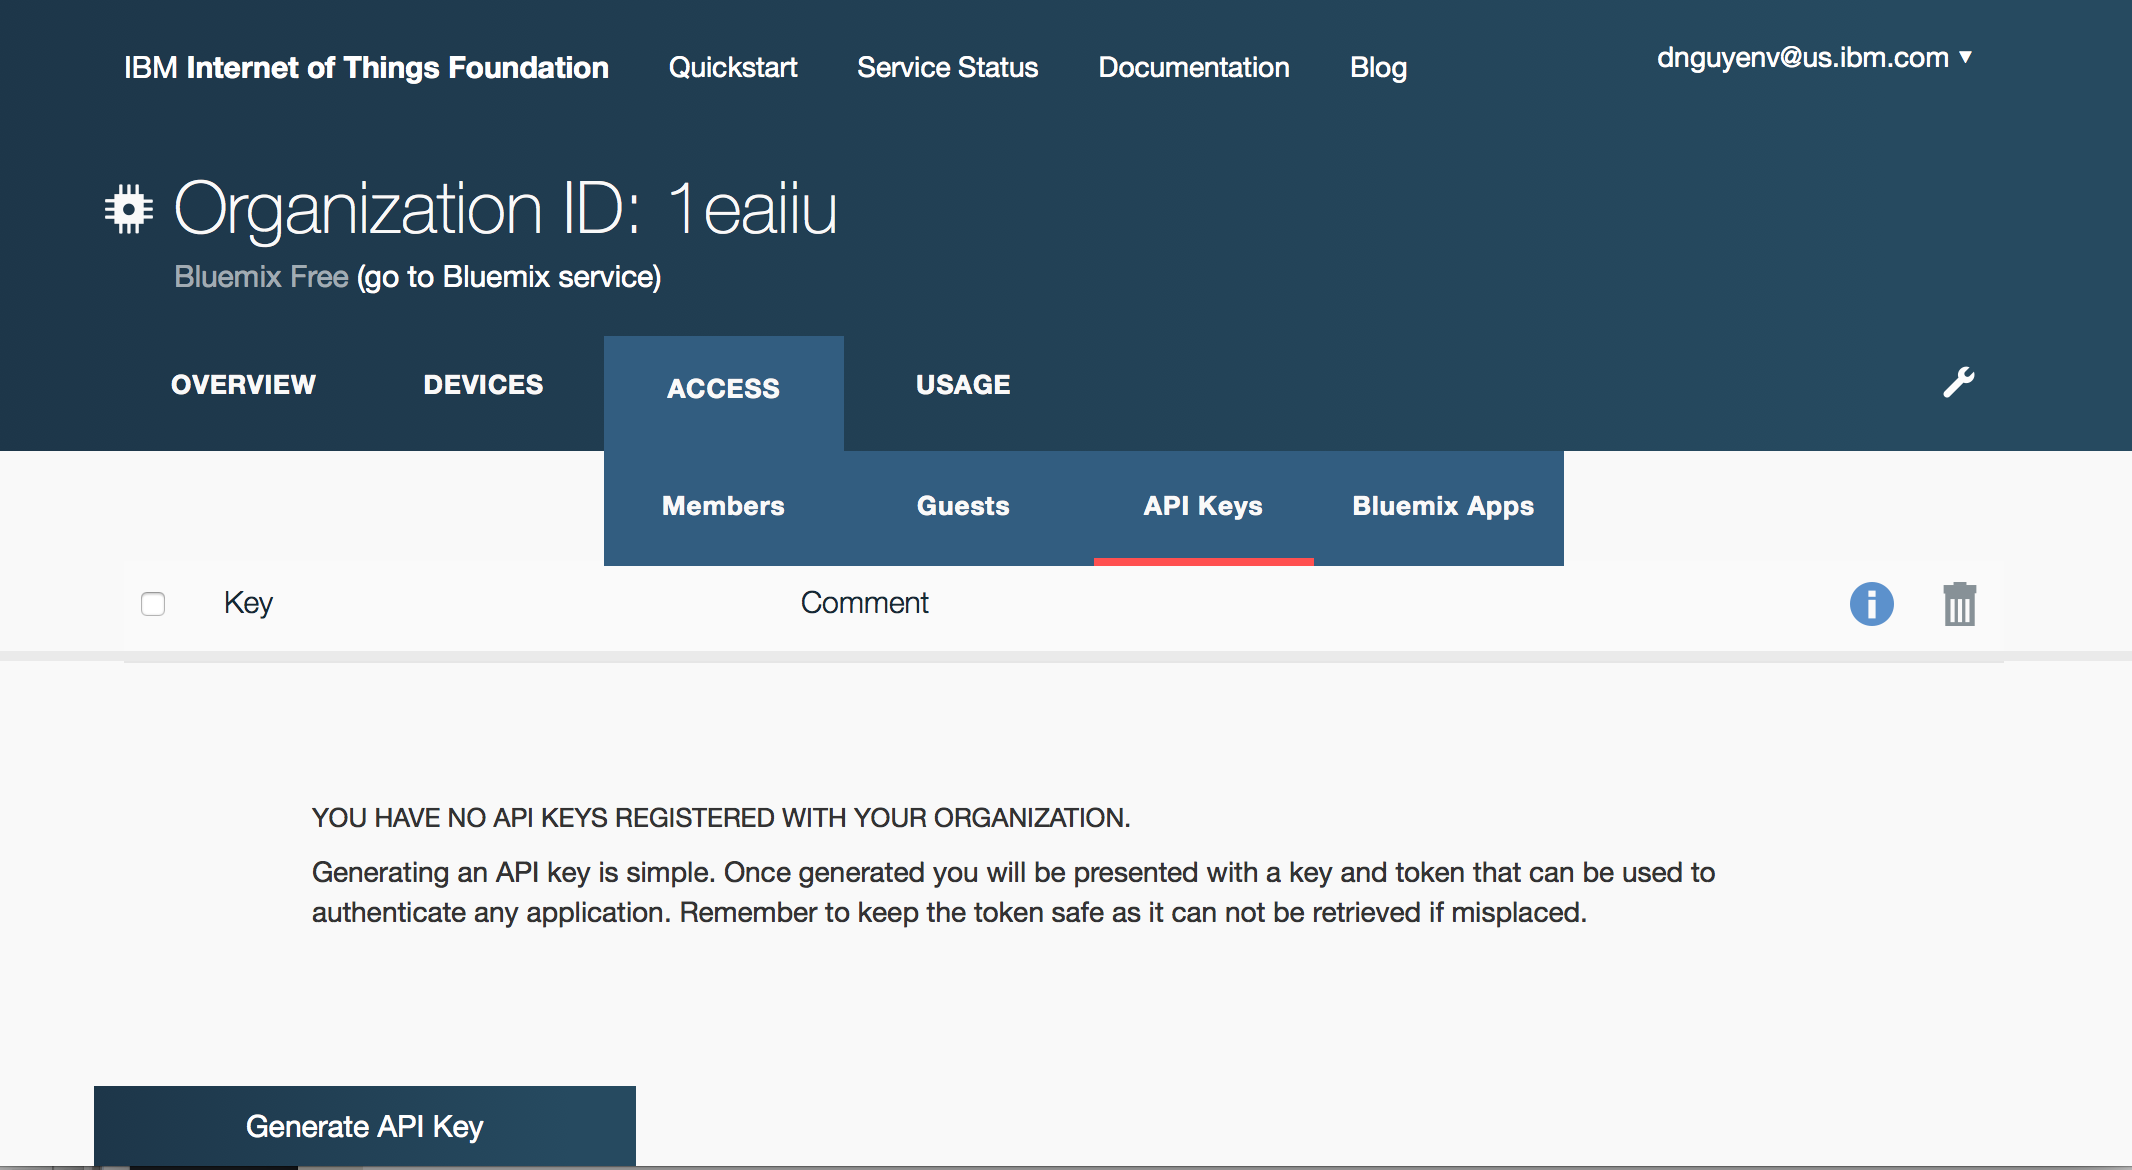 IBM Internet of Things Foundation Quickstart Service Status Documentation Blog dnguyenv@us.ibm.com ▼
Organization ID: 1eaiiu
Bluemix Free (go to Bluemix service)
OVERVIEW DEVICES ACCESS USAGE
Members Guests API Keys Bluemix Apps
Key Comment
YOU HAVE NO API KEYS REGISTERED WITH YOUR ORGANIZATION.
Generating an API key is simple. Once generated you will be presented with a key and token that can be used to
authenticate any application. Remember to keep the token safe as it can not be retrieved if misplaced.
Generate API Key